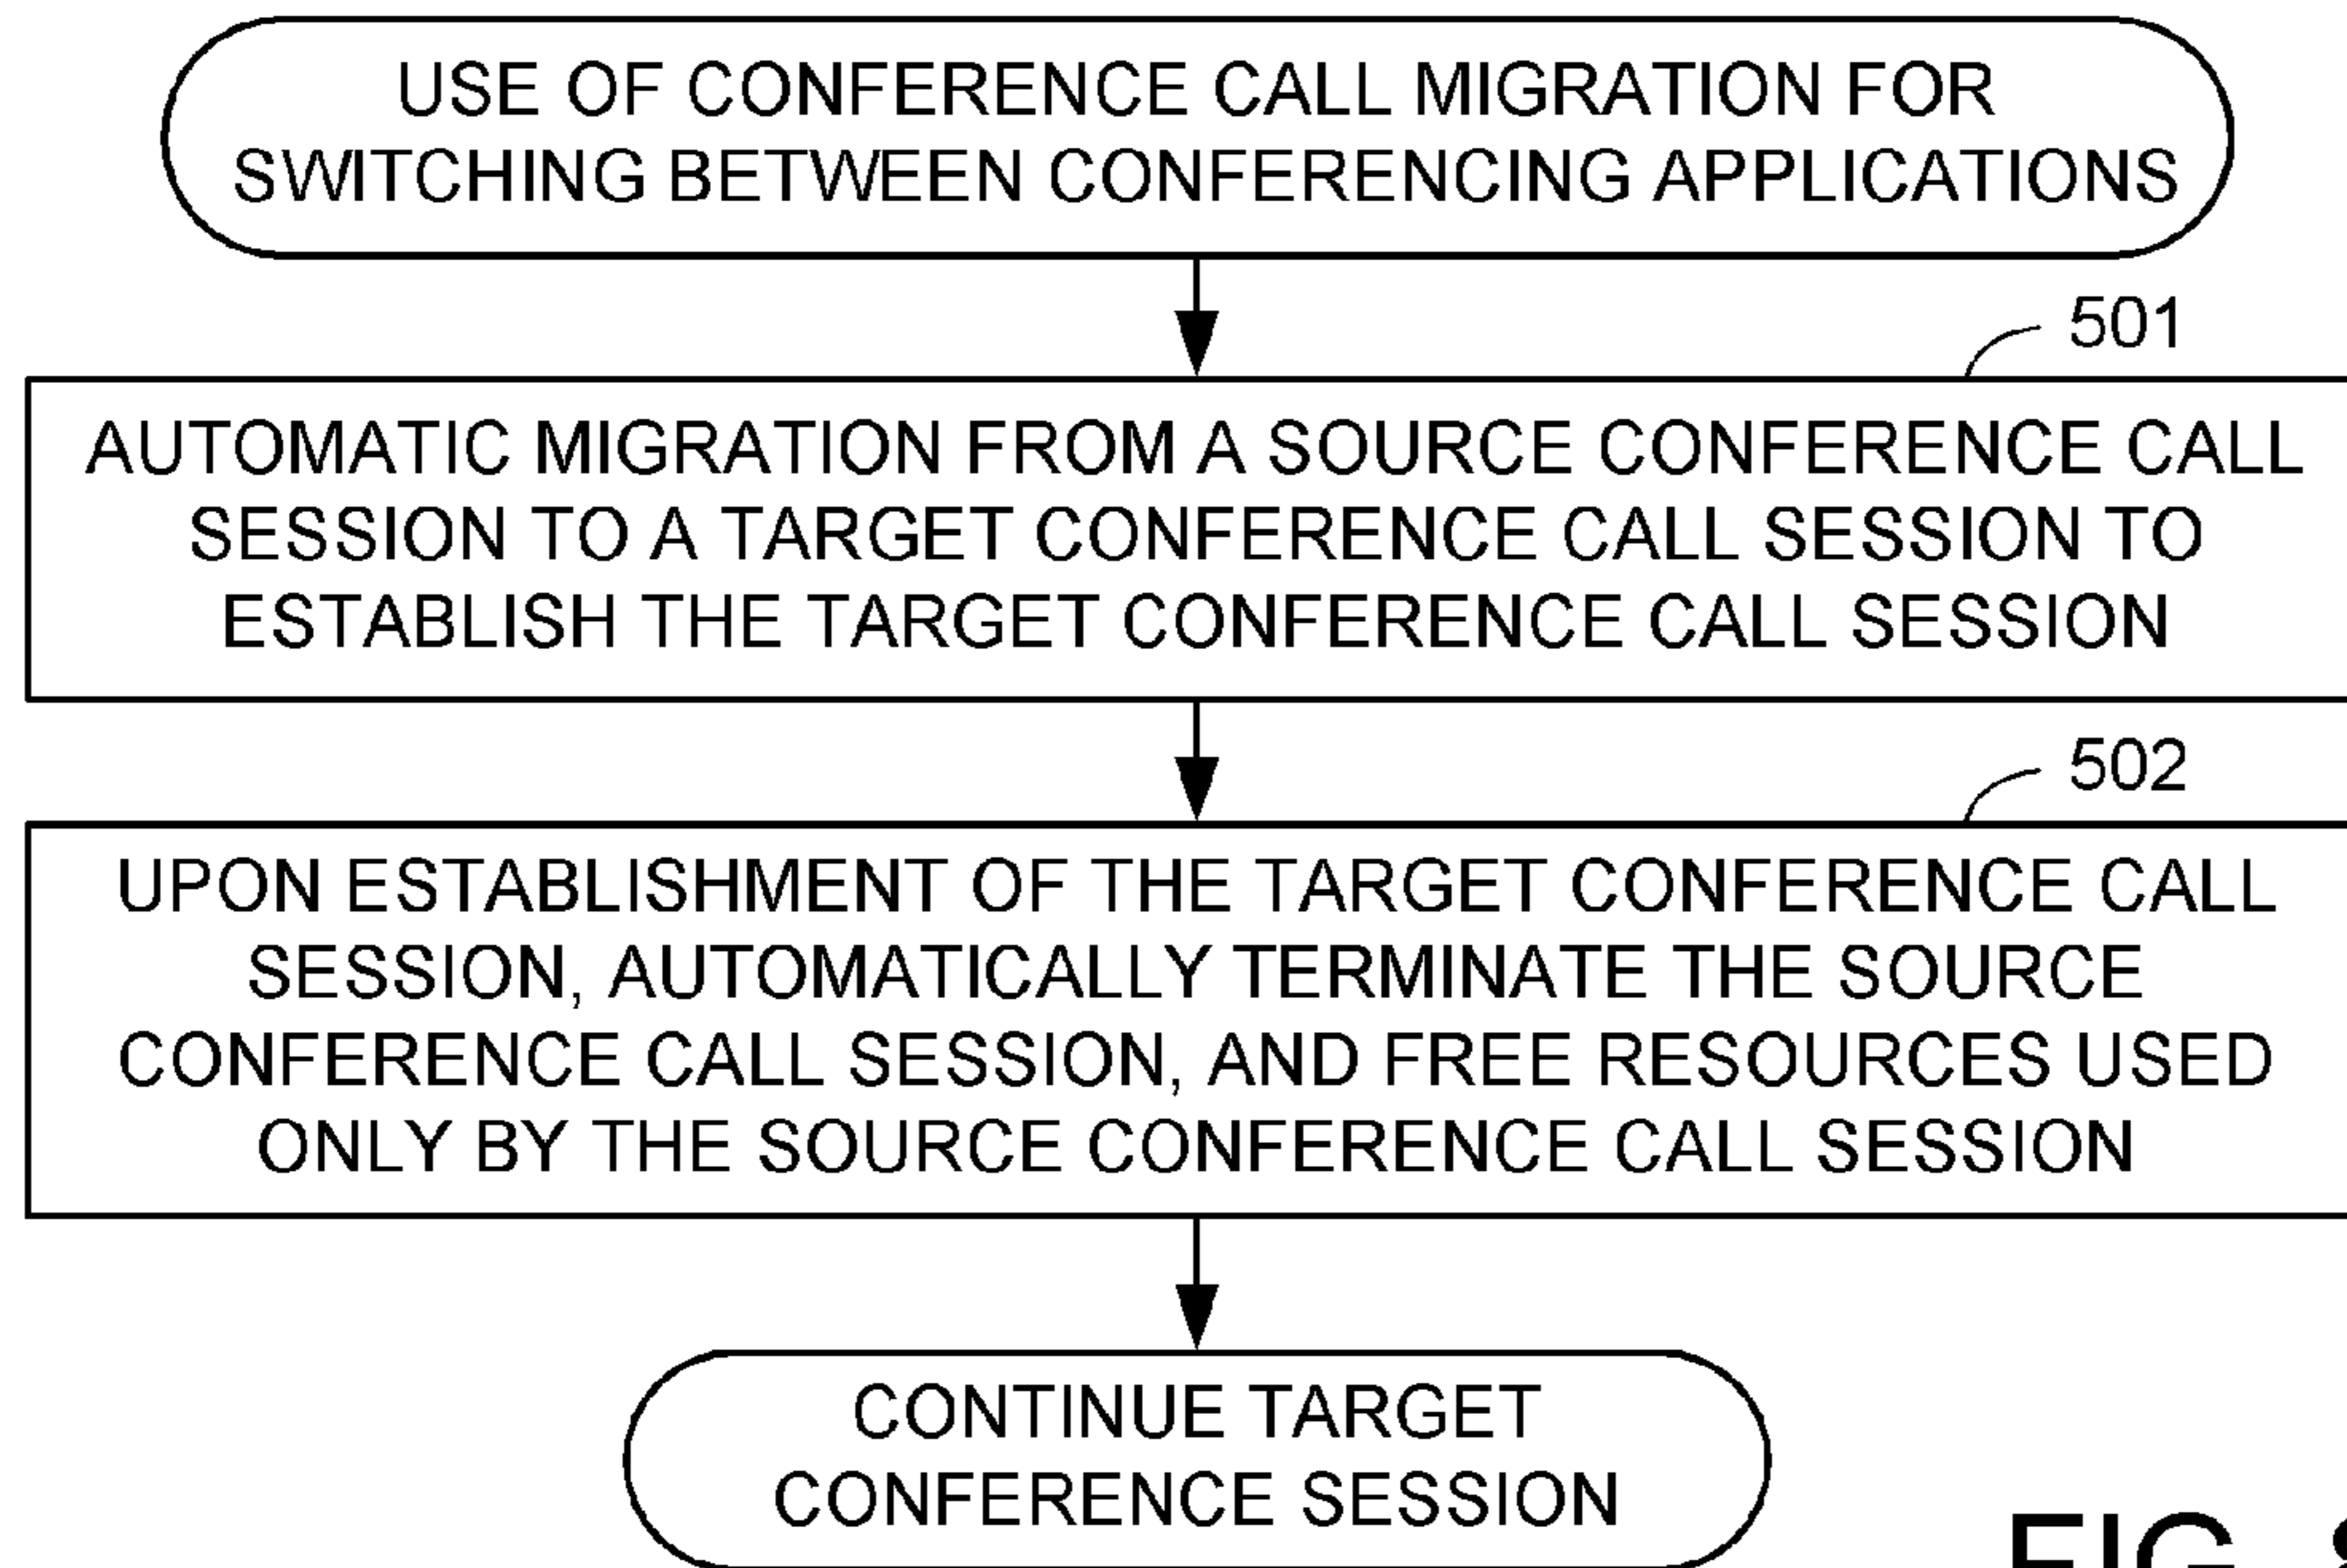 USE OF CONFERENCE CALL MIGRATION FOR
SWITCHING BETWEEN CONFERENCING APPLICATIONS
501
AUTOMATIC MIGRATION FROM A SOURCE CONFERENCE CALL
SESSION TO A TARGET CONFERENCE CALL SESSION TO
ESTABLISH THE TARGET CONFERENCE CALL SESSION
502
UPON ESTABLISHMENT OF THE TARGET CONFERENCE CALL
SESSION, AUTOMATICALLY TERMINATE THE SOURCE
CONFERENCE CALL SESSION, AND FREE RESOURCES USED
ONLY BY THE SOURCE CONFERENCE CALL SESSION
CONTINUE TARGET
CONFERENCE SESSION
FIG.